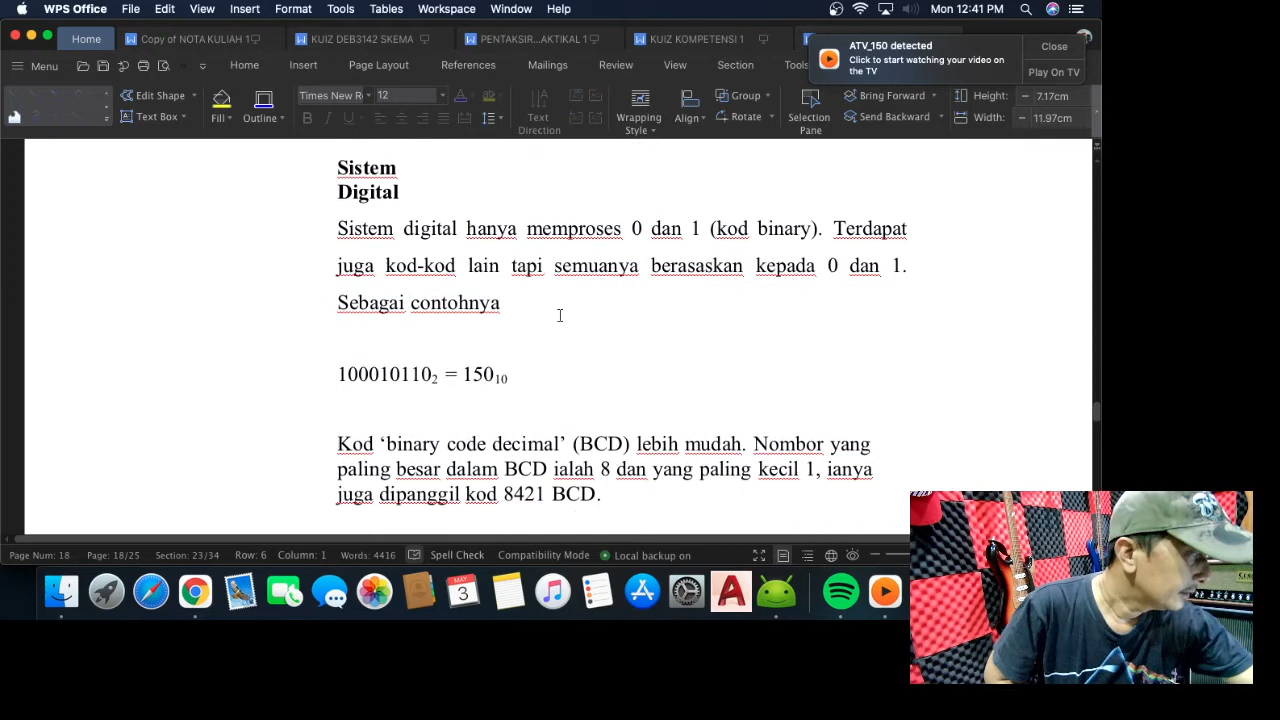 WPS Office File Edit View Insert Format Tools Tables Workspace Window Help Mon 12:41 PM
Home Copy of NOTA KULIAH 1 KUIZ DEB3142 SKEMA PENTAKSIR...AKTIKAL 1 KUIZ KOMPETENSI 1
ATV_150 detected
Click to start watching your video on
the TV
Close
Play On TV
Menu Home Insert Page Layout References Mailings Review View Section Tools
Edit Shape Times New R 12 Group Bring Forward Height: 7.17cm
Text Box Fill Outline Text Direction Wrapping Style Align Rotate Selection Pane Send Backward Width: 11.97cm
Sistem
Digital
Sistem digital hanya memproses 0 dan 1 (kod binary). Terdapat
juga kod-kod lain tapi semuanya berasaskan kepada 0 dan 1.
Sebagai contohnya
100010110₂ = 150₁₀
Kod ‘binary code decimal’ (BCD) lebih mudah. Nombor yang
paling besar dalam BCD ialah 8 dan yang paling kecil 1, ianya
juga dipanggil kod 8421 BCD.
Page Num: 18 Page: 18/25 Section: 23/34 Row: 6 Column: 1 Words: 4416 Spell Check Compatibility Mode Local backup on
MAY
3